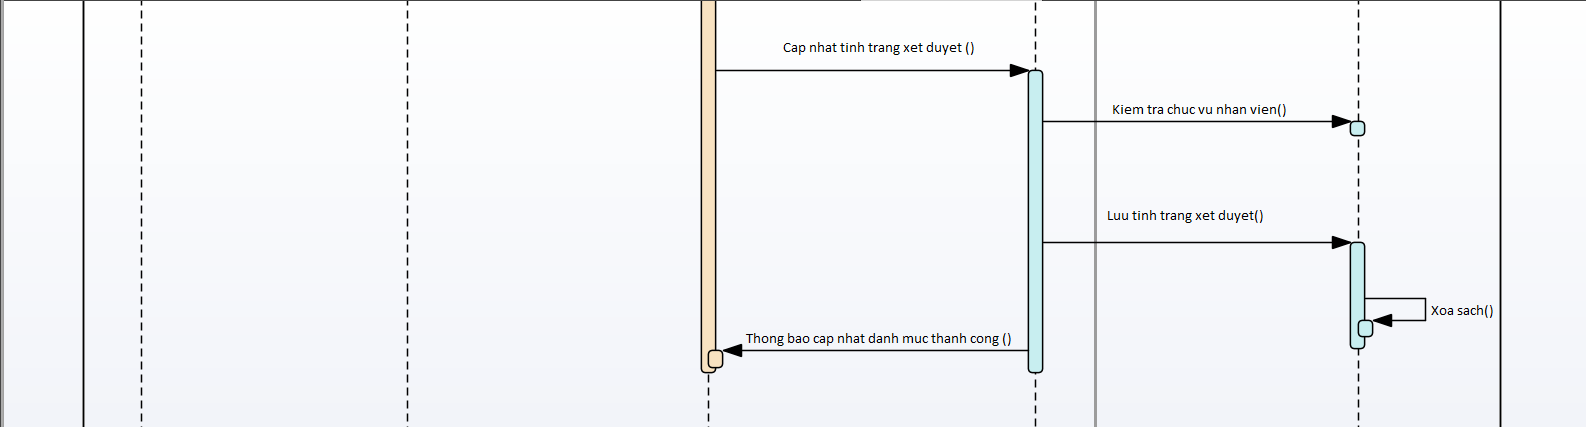 Cap nhat tinh trang xet duyet ()
Kiem tra chuc vu nhan vien()
Luu tinh trang xet duyet()
Xoa sach()
Thong bao cap nhat danh muc thanh cong ()